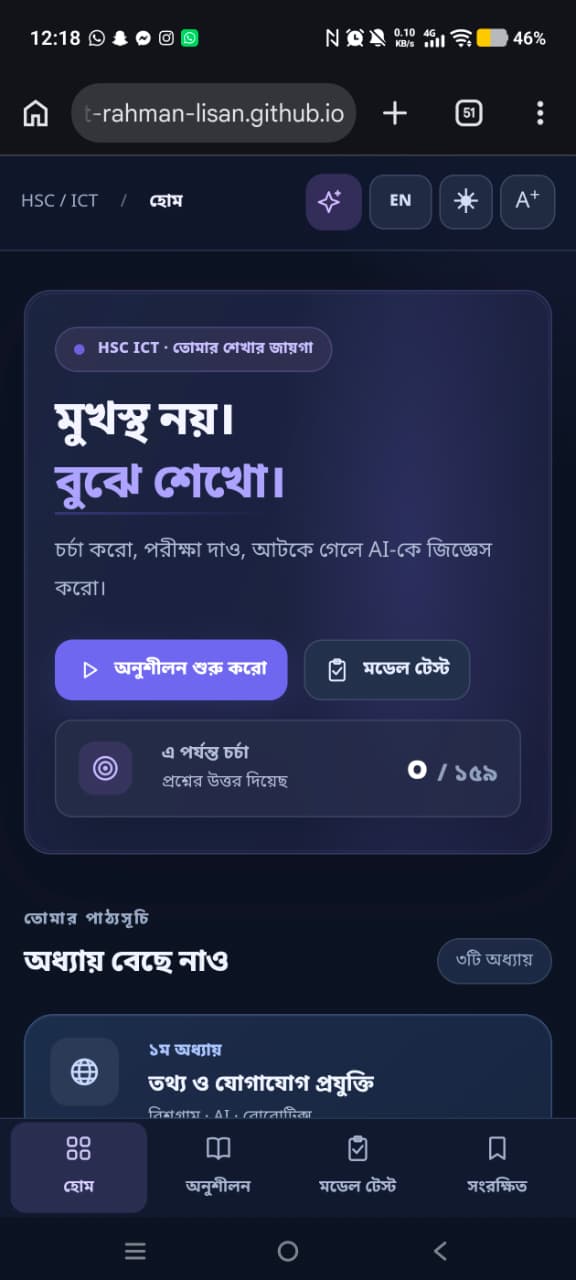 12:18
0.10 KB/s 4G 46%
t-rahman-lisan.github.io
51
HSC / ICT / হোম
EN
A+
HSC ICT · তোমার শেখার জায়গা
মুখস্থ নয়।
বুঝে শেখো।
চর্চা করো, পরীক্ষা দাও, আটকে গেলে AI-কে জিজ্ঞেস
করো।
অনুশীলন শুরু করো
মডেল টেস্ট
এ পর্যন্ত চর্চা
প্রশ্নের উত্তর দিয়েছ
০ / ১৫৯
তোমার পাঠ্যসূচি
অধ্যায় বেছে নাও
৩টি অধ্যায়
১ম অধ্যায়
তথ্য ও যোগাযোগ প্রযুক্তি
বিশ্বগ্রাম · AI · রোবোটিক্স
হোম
অনুশীলন
মডেল টেস্ট
সংরক্ষিত